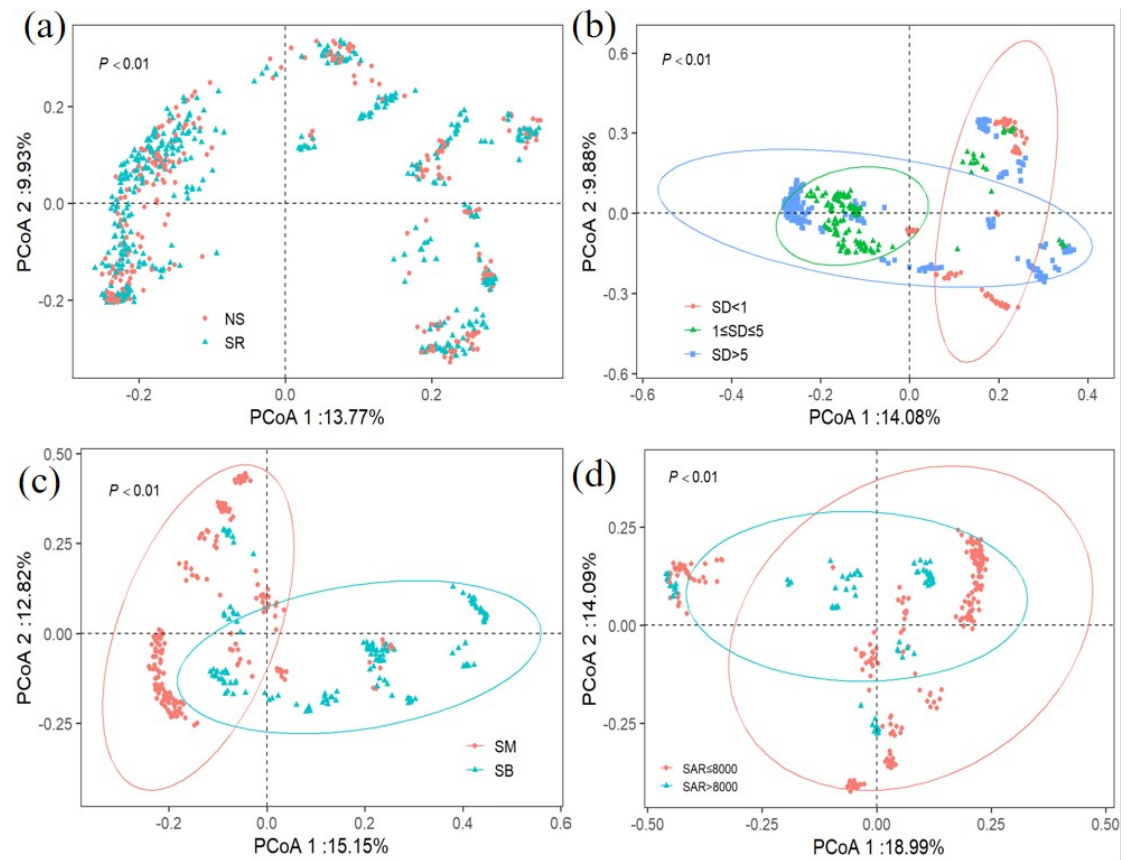 (a)
P < 0.01
0.2
0.0
-0.2
PCoA 2 :9.93%
NS
SR
-0.2
0.0
0.2
PCoA 1 :13.77%
(b)
P < 0.01
0.6
0.3
0.0
-0.3
-0.6
PCoA 2 :9.88%
SD<1
1≤SD≤5
SD>5
-0.6
-0.4
-0.2
0.0
0.2
0.4
PCoA 1 :14.08%
(c)
P < 0.01
0.50
0.25
0.00
-0.25
PCoA 2 :12.82%
SM
SB
-0.2
0.0
0.2
0.4
0.6
PCoA 1 :15.15%
(d)
P < 0.01
0.25
0.00
-0.25
PCoA 2 :14.09%
SAR≤8000
SAR>8000
-0.50
-0.25
0.00
0.25
0.50
PCoA 1 :18.99%